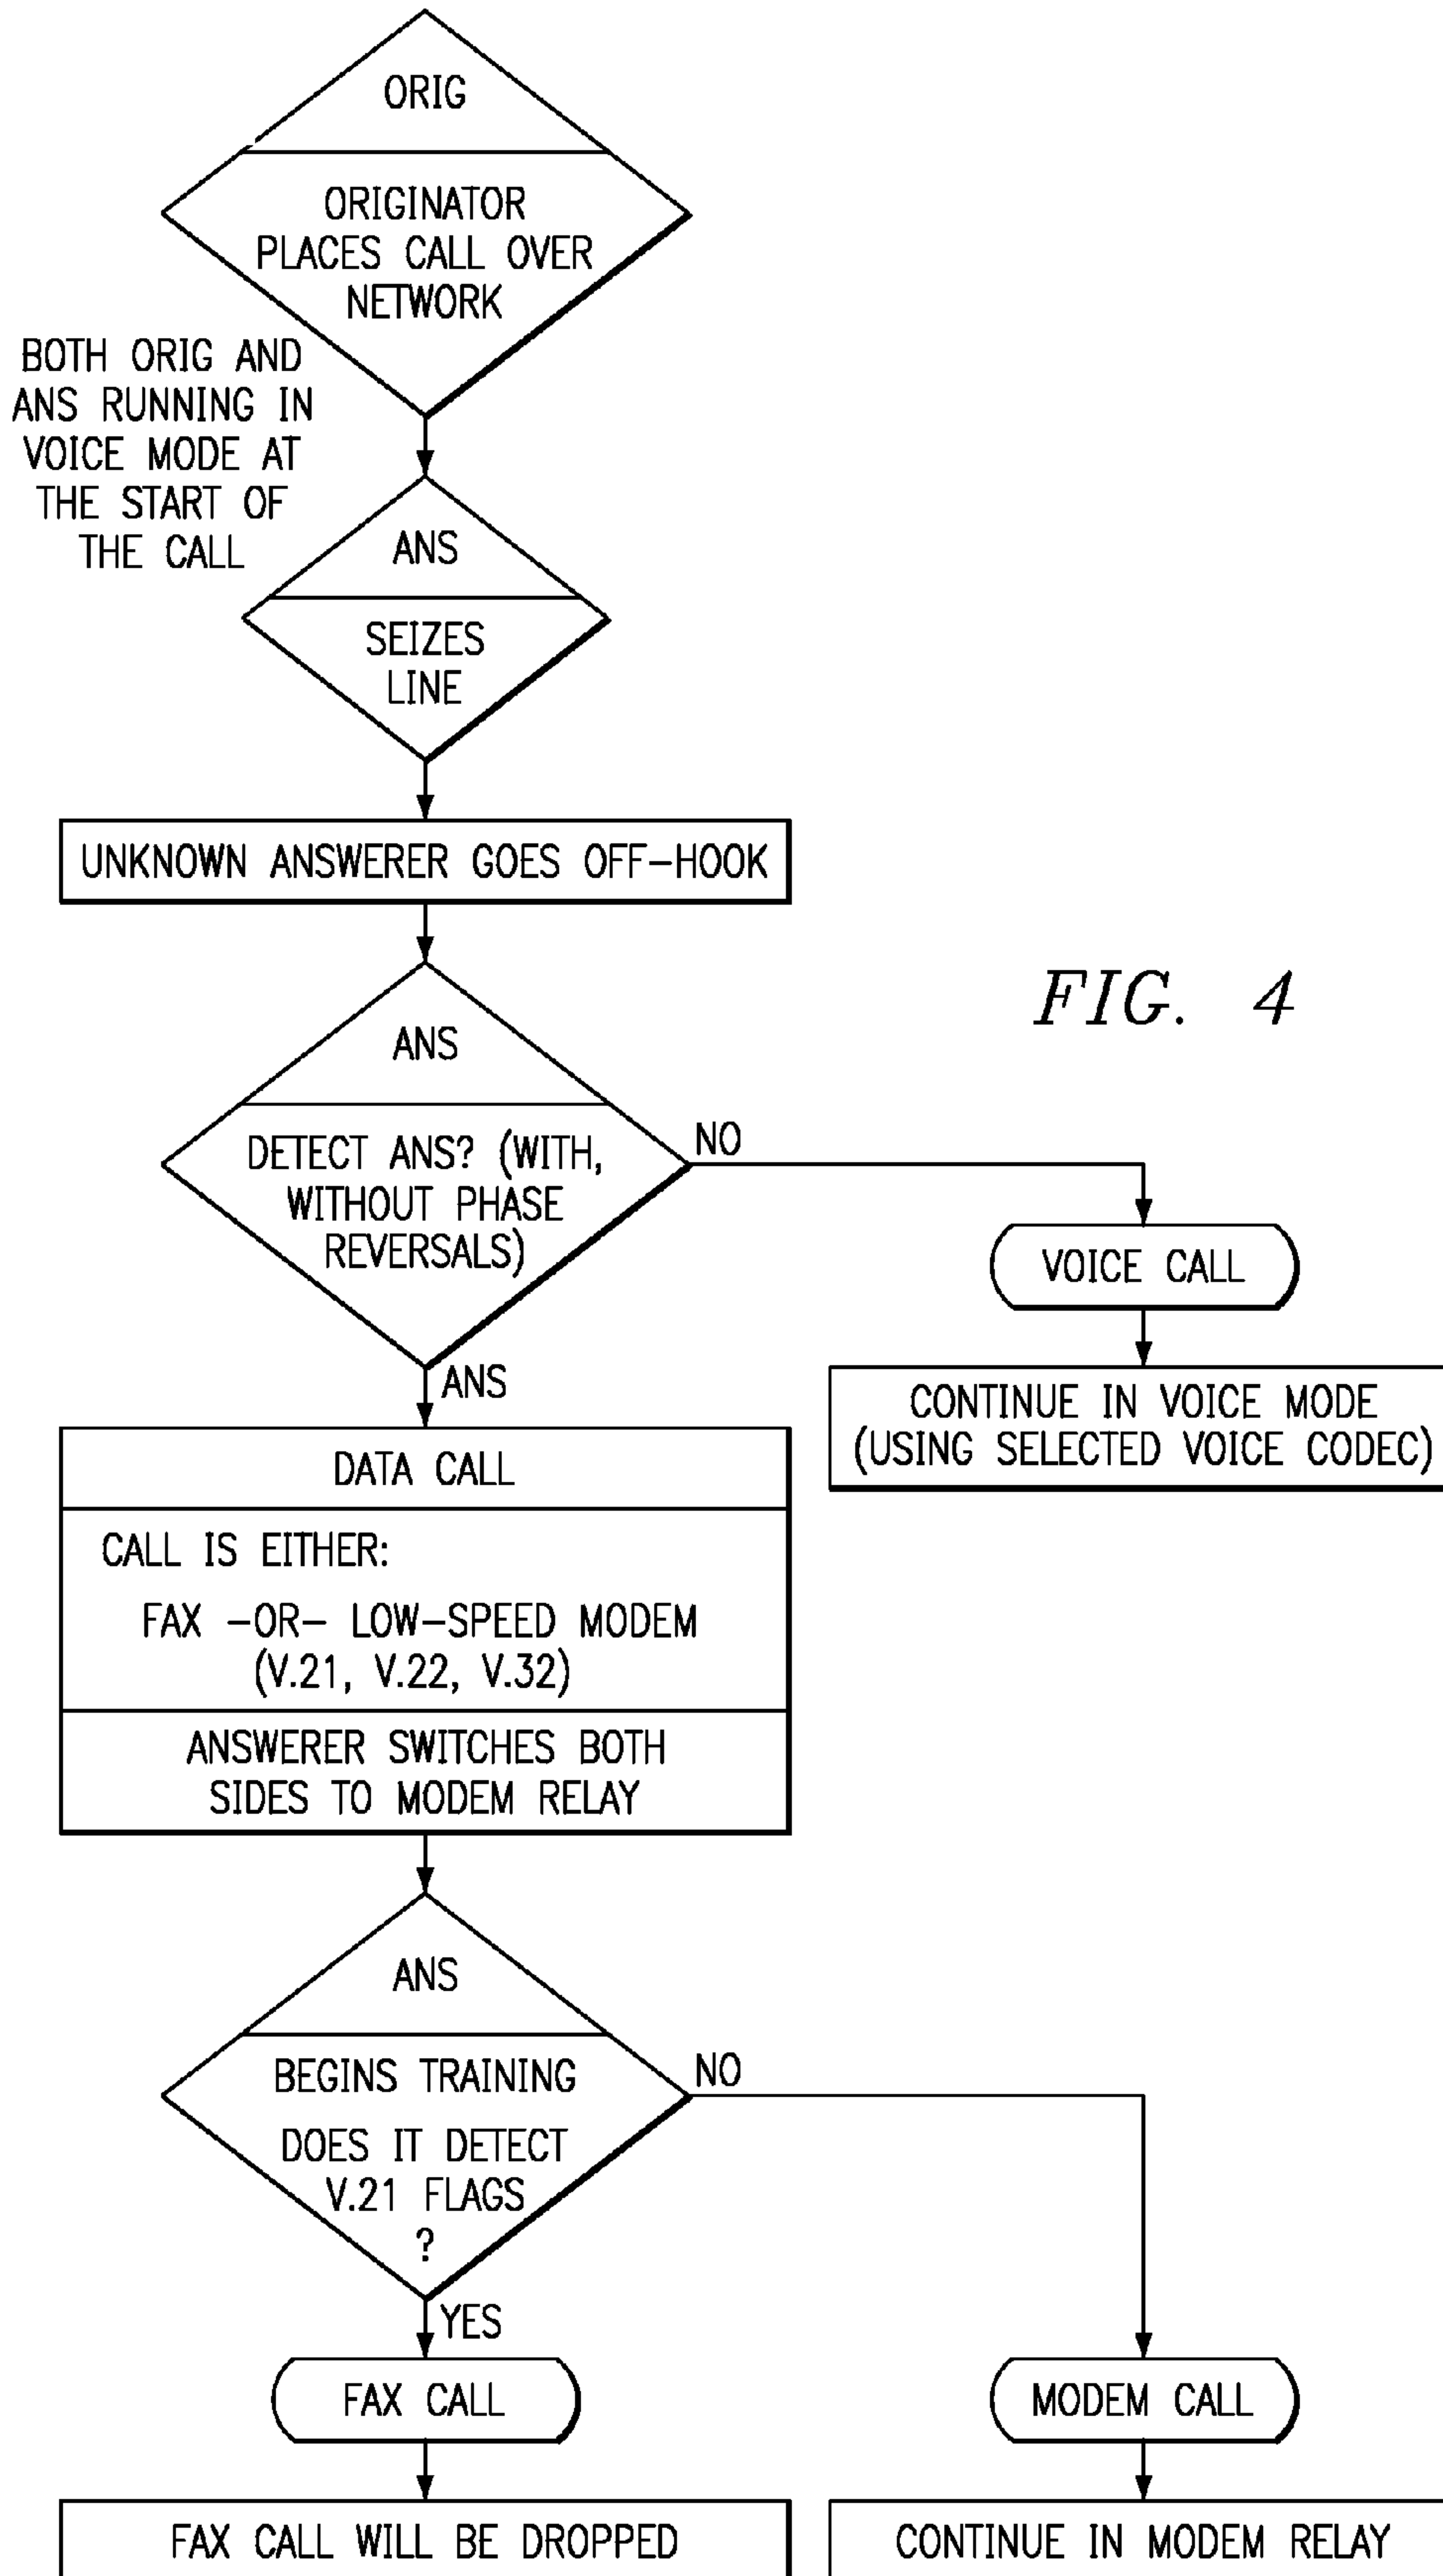 ORIG
ORIGINATOR
PLACES CALL OVER
NETWORK
BOTH ORIG AND
ANS RUNNING IN
VOICE MODE AT
THE START OF
THE CALL
ANS
SEIZES
LINE
UNKNOWN ANSWERER GOES OFF-HOOK
FIG. 4
ANS
DETECT ANS? (WITH,
WITHOUT PHASE
REVERSALS)
NO
VOICE CALL
CONTINUE IN VOICE MODE
(USING SELECTED VOICE CODEC)
ANS
DATA CALL
CALL IS EITHER:
FAX -OR- LOW-SPEED MODEM
(V.21, V.22, V.32)
ANSWERER SWITCHES BOTH
SIDES TO MODEM RELAY
ANS
BEGINS TRAINING
DOES IT DETECT
V.21 FLAGS
?
NO
YES
FAX CALL
MODEM CALL
FAX CALL WILL BE DROPPED
CONTINUE IN MODEM RELAY